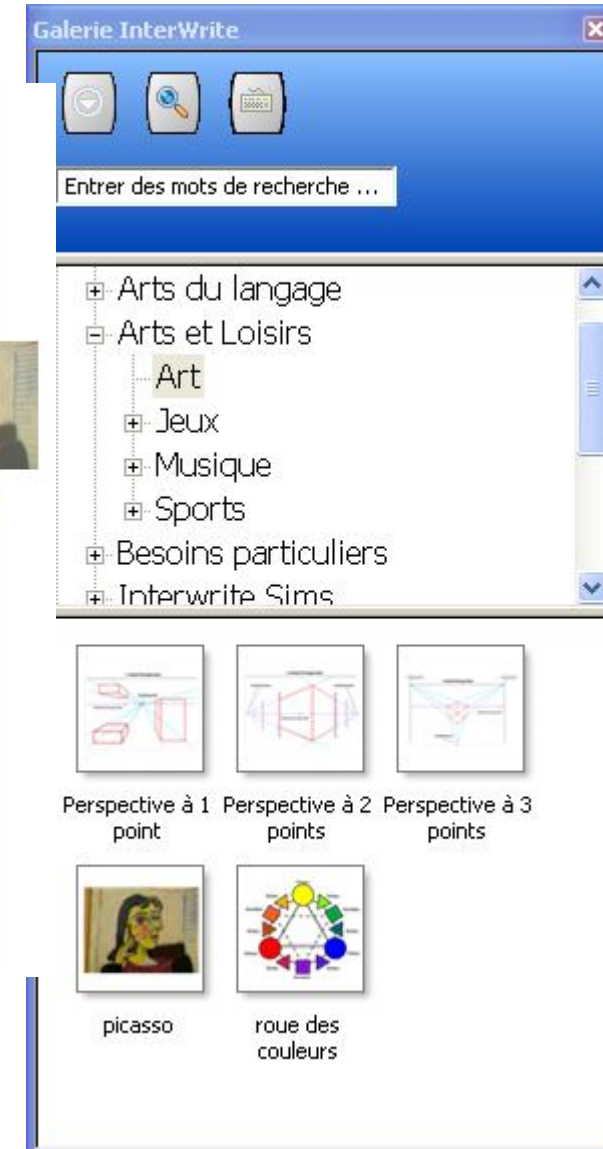 Galerie InterWrite
Entrer des mots de recherche ...
Arts du langage
Arts et Loisirs
Art
Jeux
Musique
Sports
Besoins particuliers
Interwrite Sims
Perspective à 1 point
Perspective à 2 points
Perspective à 3 points
picasso
roue des couleurs